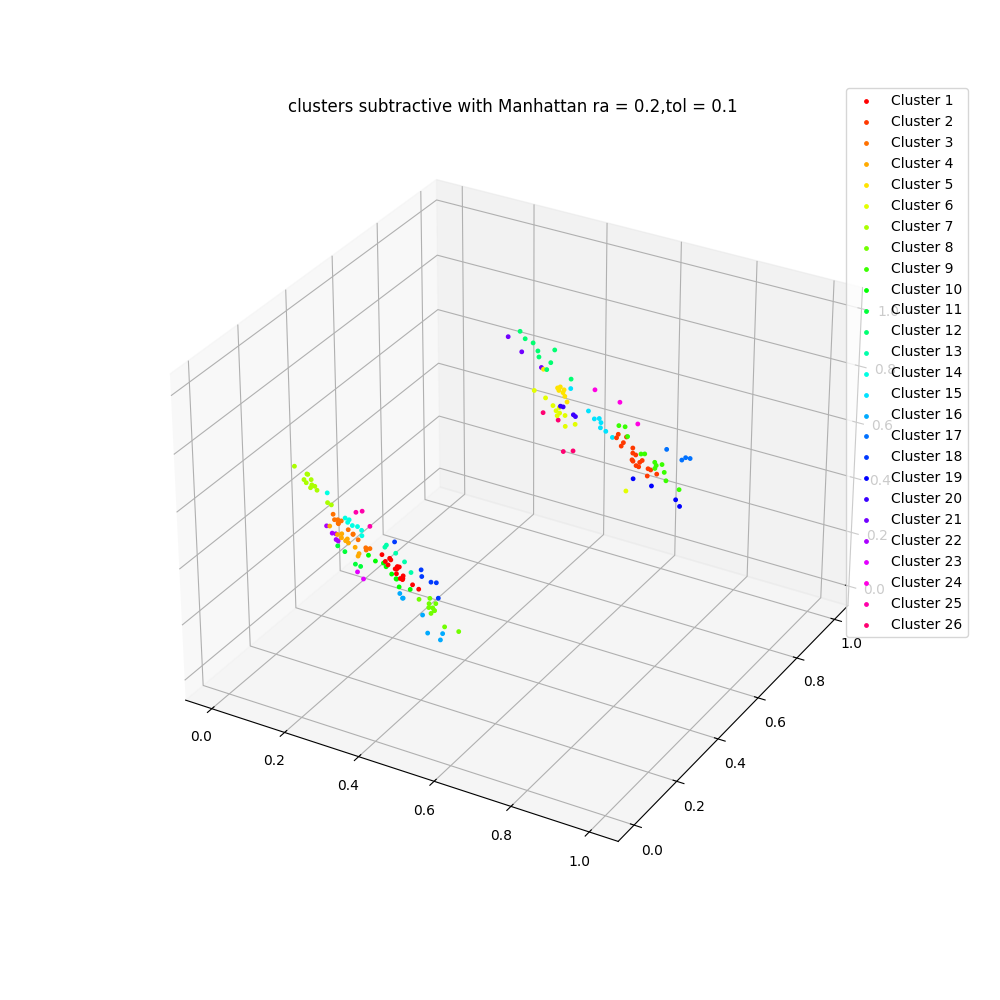 clusters subtractive with Manhattan ra = 0.2,tol = 0.1
Cluster 1
Cluster 2
Cluster 3
Cluster 4
Cluster 5
Cluster 6
Cluster 7
Cluster 8
Cluster 9
Cluster 10
Cluster 11
Cluster 12
Cluster 13
Cluster 14
Cluster 15
Cluster 16
Cluster 17
Cluster 18
Cluster 19
Cluster 20
Cluster 21
Cluster 22
Cluster 23
Cluster 24
Cluster 25
Cluster 26
1.0
0.8
0.6
0.4
0.2
0.0
1.0
0.8
0.6
0.4
0.2
0.0
0.0
0.2
0.4
0.6
0.8
1.0